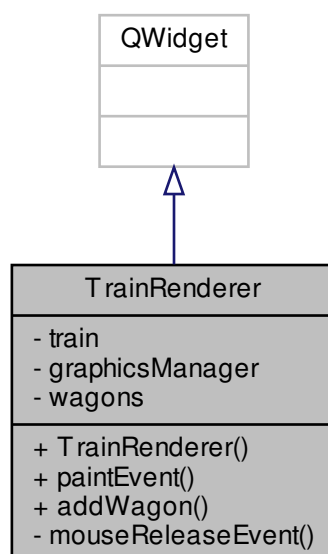 QWidget
TrainRenderer
- train
- graphicsManager
- wagons
+ TrainRenderer()
+ paintEvent()
+ addWagon()
- mouseReleaseEvent()